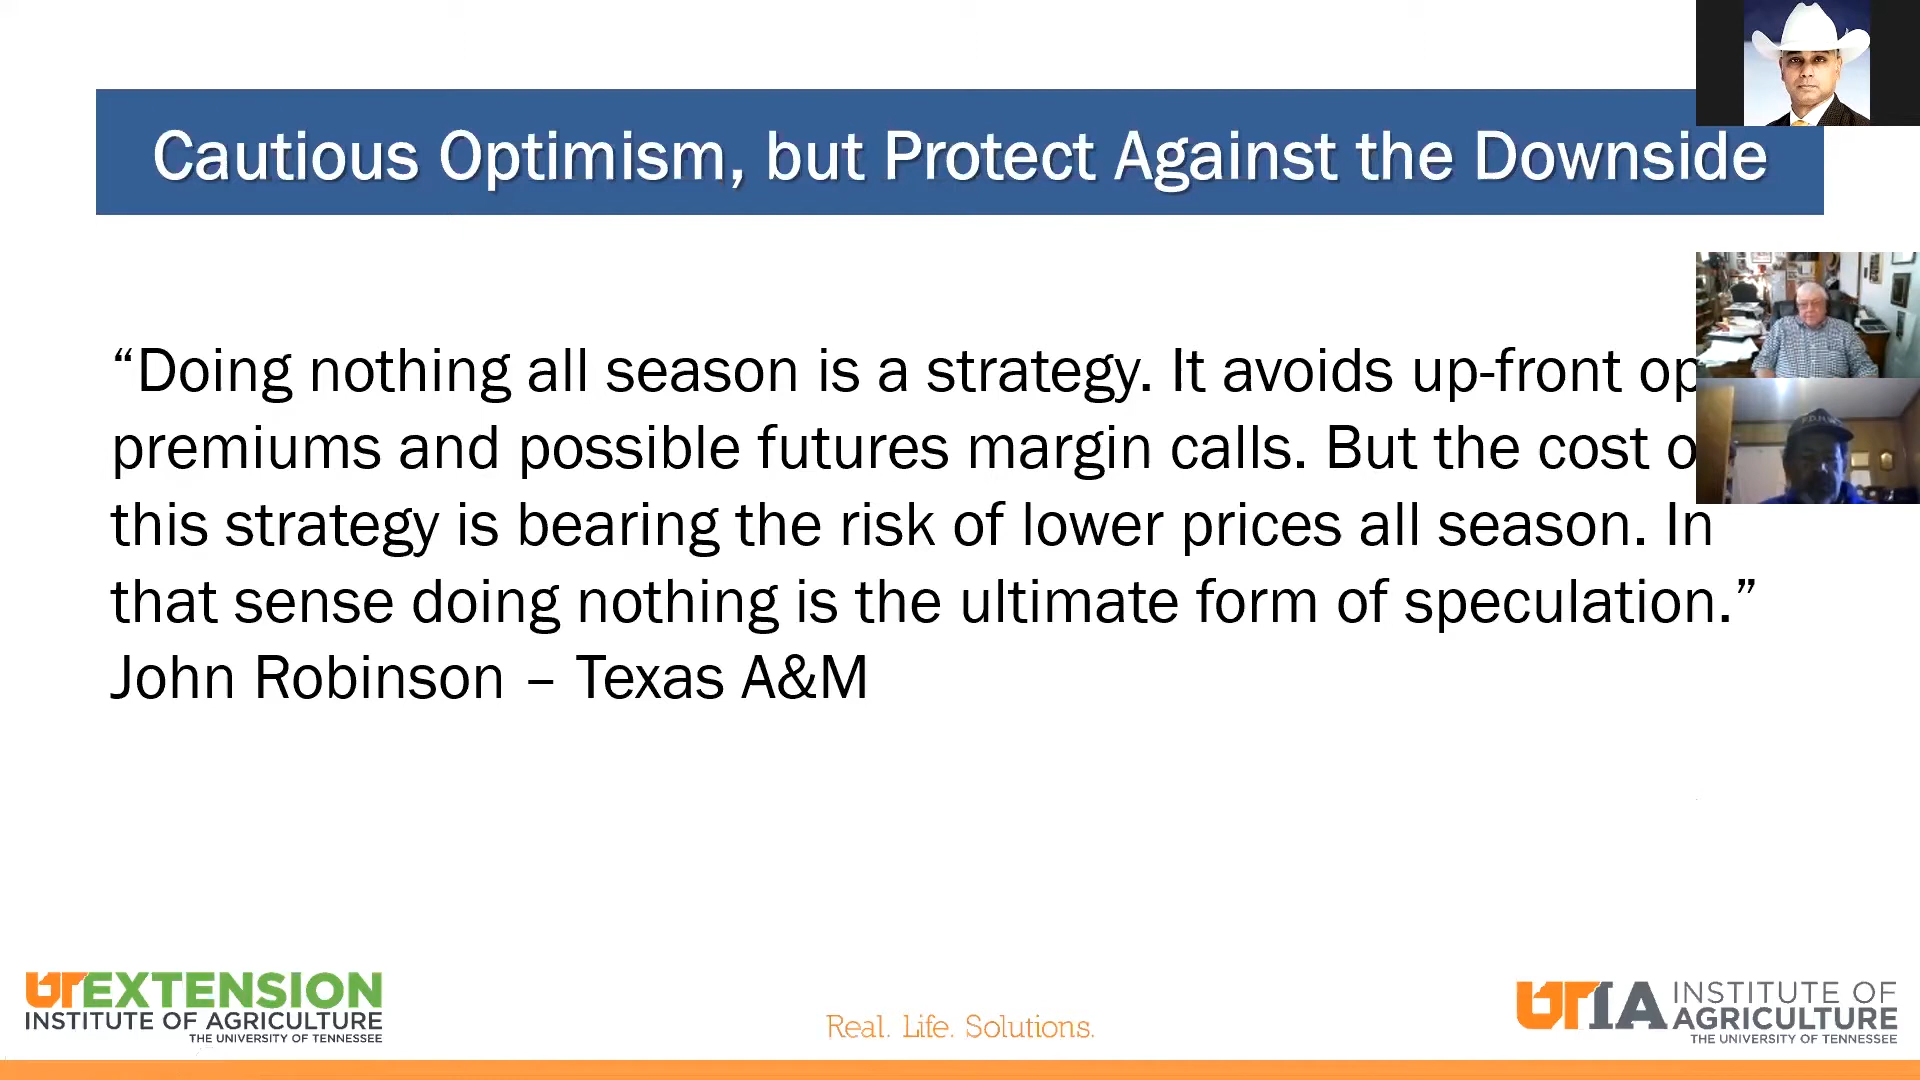 Cautious Optimism, but Protect Against the Downside
“Doing nothing all season is a strategy. It avoids up-front
premiums and possible futures margin calls. But the cost
this strategy is bearing the risk of lower prices all season. In
that sense doing nothing is the ultimate form of speculation.”
John Robinson – Texas A&M
UTEXTENSION
INSTITUTE OF AGRICULTURE
THE UNIVERSITY OF TENNESSEE
Real. Life. Solutions.
UTIA INSTITUTE OF
AGRICULTURE
THE UNIVERSITY OF TENNESSEE